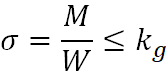 σ = M/W ≤ k_g